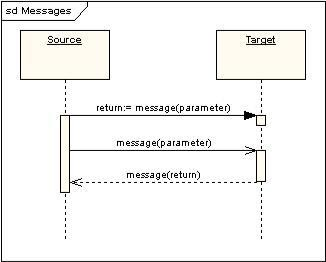 sd Messages
Source
Target
return:= message(parameter)
message(parameter)
message(return)